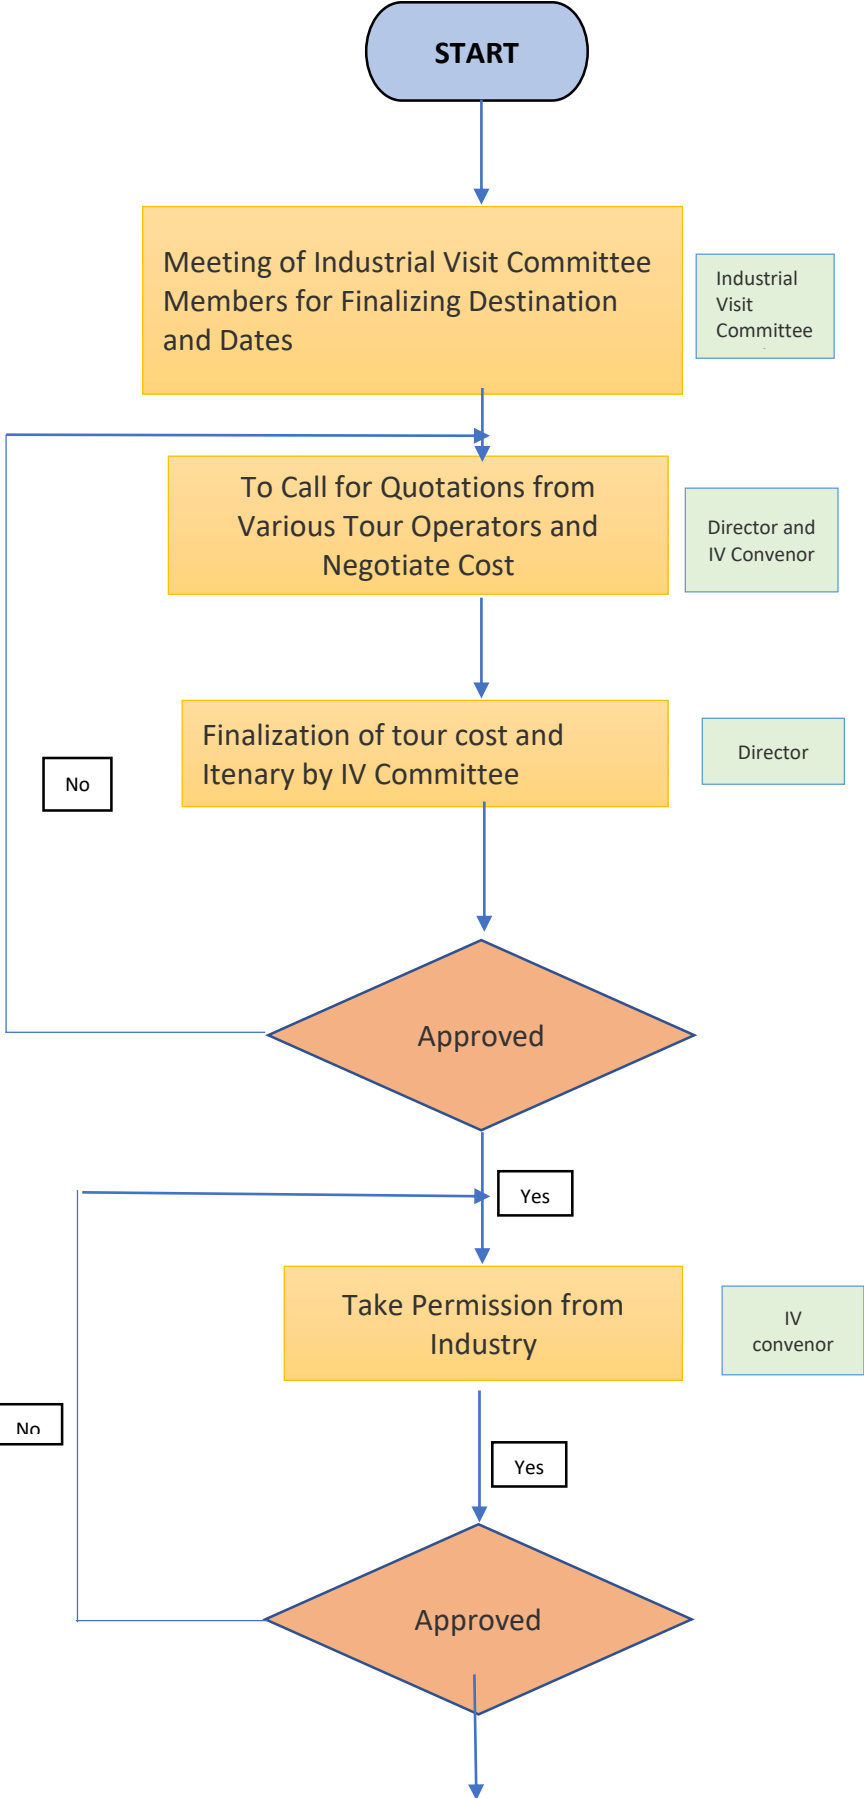 START
Meeting of Industrial Visit Committee
Members for Finalizing Destination
and Dates
Industrial
Visit
Committee
To Call for Quotations from
Various Tour Operators and
Negotiate Cost
Director and
IV Convenor
Finalization of tour cost and
Itenary by IV Committee
Director
No
Approved
Yes
Take Permission from
Industry
IV
convenor
No
Yes
Approved